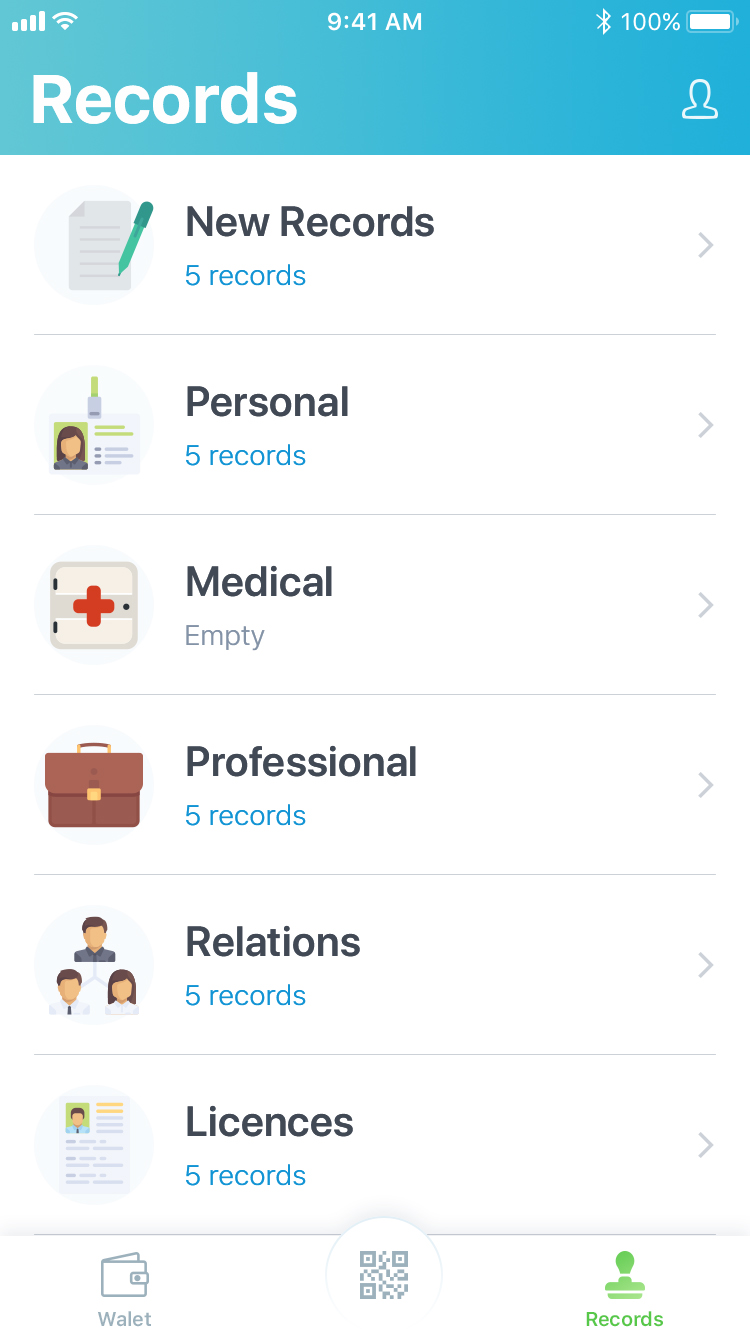 9:41 AM 100%
Records
New Records
5 records
Personal
5 records
Medical
Empty
Professional
5 records
Relations
5 records
Licences
5 records
Walet Records